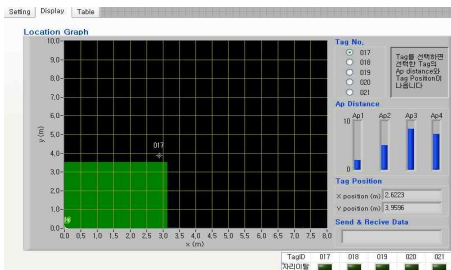 Setting Display Table
Location Graph
Tag No.
017
018
019
020
021
Tag를 선택하면
선택한 Tag의
Ap distance와
Tag Position이
나옵니다
Ap Distance
Ap1 Ap2 Ap3 Ap4
10
0
Tag Position
X position (m) 2.6223
Y position (m) 3.9596
Send & Recive Data
y (m)
10,0
9,0
8,0
7,0
6,0
5,0
4,0
3,0
2,0
1,0
0,0
017
0,0 0,5 1,0 1,5 2,0 2,5 3,0 3,5 4,0 4,5 5,0 5,5 6,0 6,5 7,0 7,5 8,0
x (m)
TagID 017 018 019 020 021
자리이탈